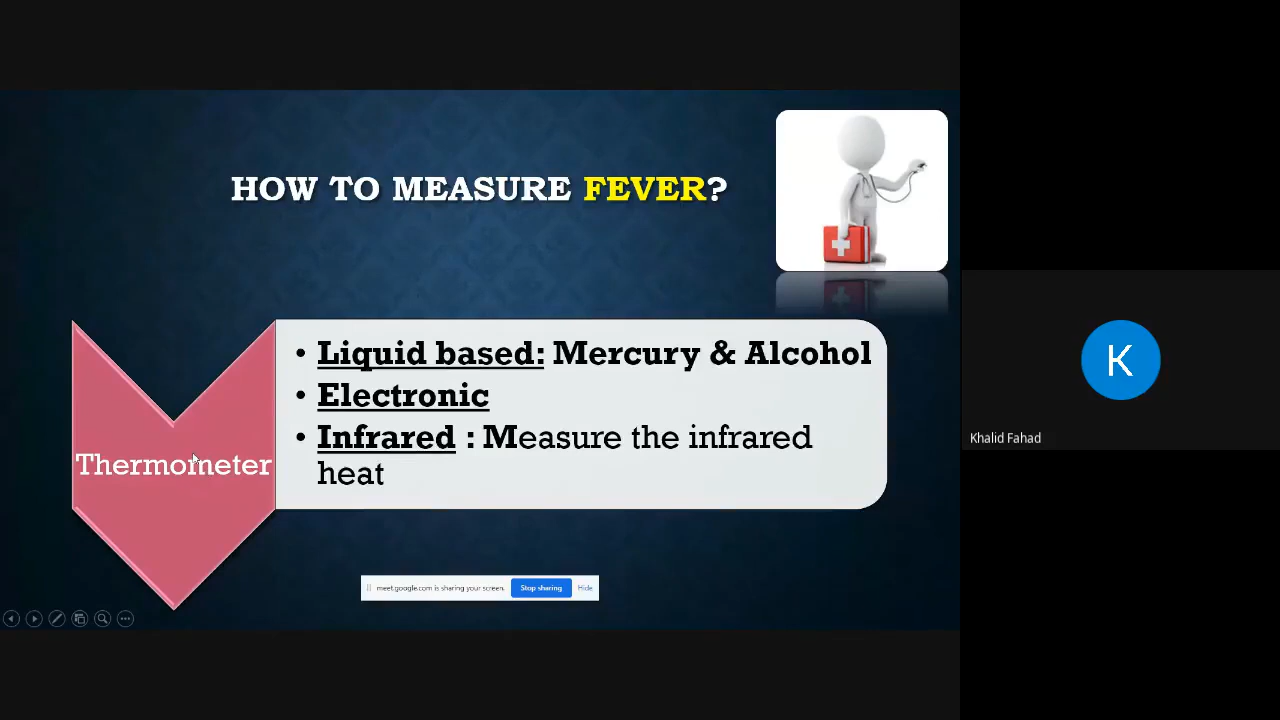 HOW TO MEASURE FEVER?
Thermometer
• Liquid based: Mercury & Alcohol
• Electronic
• Infrared : Measure the infrared
heat
meet.google.com is sharing your screen.
Stop sharing
Hide
K
Khalid Fahad